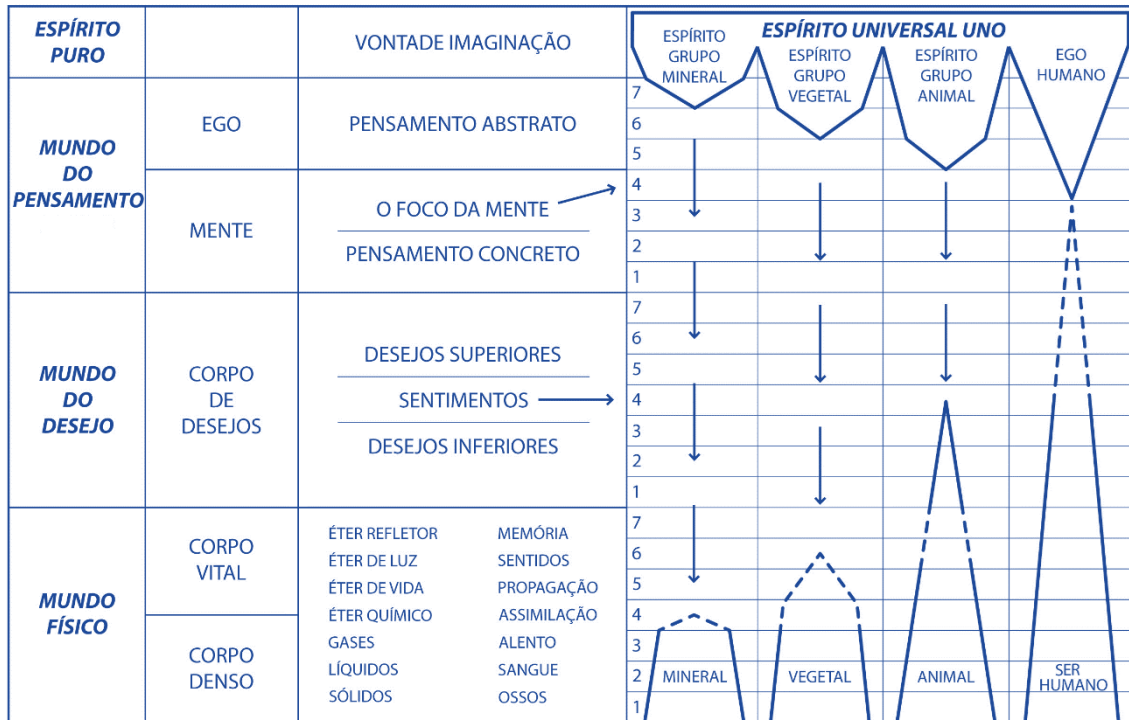 ESPÍRITO
PURO
VONTADE IMAGINAÇÃO
ESPÍRITO UNIVERSAL UNO
ESPÍRITO
GRUPO
MINERAL
ESPÍRITO
GRUPO
VEGETAL
ESPÍRITO
GRUPO
ANIMAL
EGO
HUMANO
MUNDO
DO
PENSAMENTO
EGO
PENSAMENTO ABSTRATO
MENTE
O FOCO DA MENTE
PENSAMENTO CONCRETO
7
6
5
4
3
2
1
MUNDO
DO
DESEJO
CORPO
DE
DESEJOS
DESEJOS SUPERIORES
SENTIMENTOS
DESEJOS INFERIORES
7
6
5
4
3
2
1
MUNDO
FÍSICO
CORPO
VITAL
CORPO
DENSO
ÉTER REFLETOR MEMÓRIA
ÉTER DE LUZ SENTIDOS
ÉTER DE VIDA PROPAGAÇÃO
ÉTER QUÍMICO ASSIMILAÇÃO
GASES ALENTO
LÍQUIDOS SANGUE
SÓLIDOS OSSOS
7
6
5
4
3
2
1
MINERAL
VEGETAL
ANIMAL
SER
HUMANO